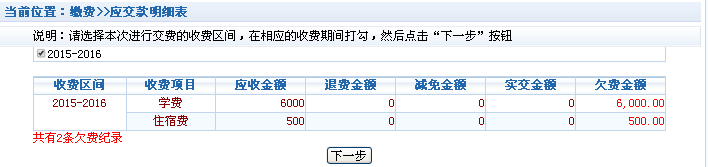 当前位置：缴费>>应交款明细表
说明：请选择本次进行交费的收费区间，在相应的收费期间打勾，然后点击“下一步”按钮
2015-2016
收费区间 收费项目 应收金额 退费金额 减免金额 实交金额 欠费金额
2015-2016 学费 6000 0 0 0 6,000.00
住宿费 500 0 0 0 500.00
共有2条欠费纪录
下一步